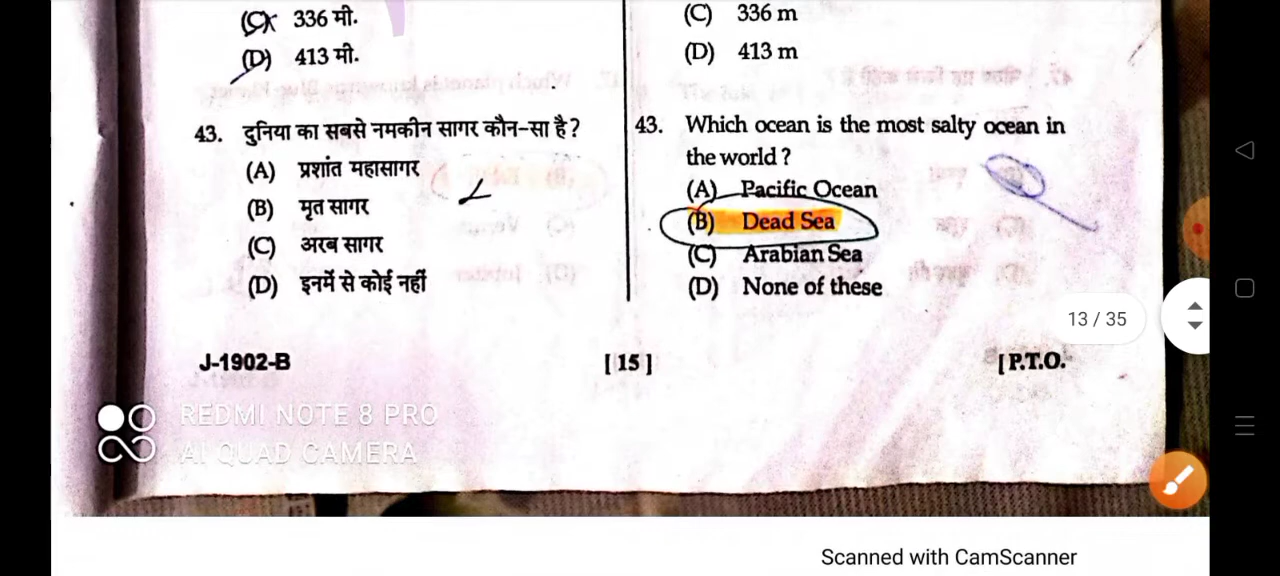 (C) 336 मी.
(D) 413 मी.
43. दुनिया का सबसे नमकीन सागर कौन-सा है?
(A) प्रशांत महासागर
(B) मृत सागर
(C) अरब सागर
(D) इनमें से कोई नहीं
(C) 336 m
(D) 413 m
43. Which ocean is the most salty ocean in
the world?
(A) Pacific Ocean
(B) Dead Sea
(C) Arabian Sea
(D) None of these
13 / 35
J-1902-B
[ 15 ]
[ P.T.O.
REDMI NOTE 8 PRO
AI QUAD CAMERA
Scanned with CamScanner